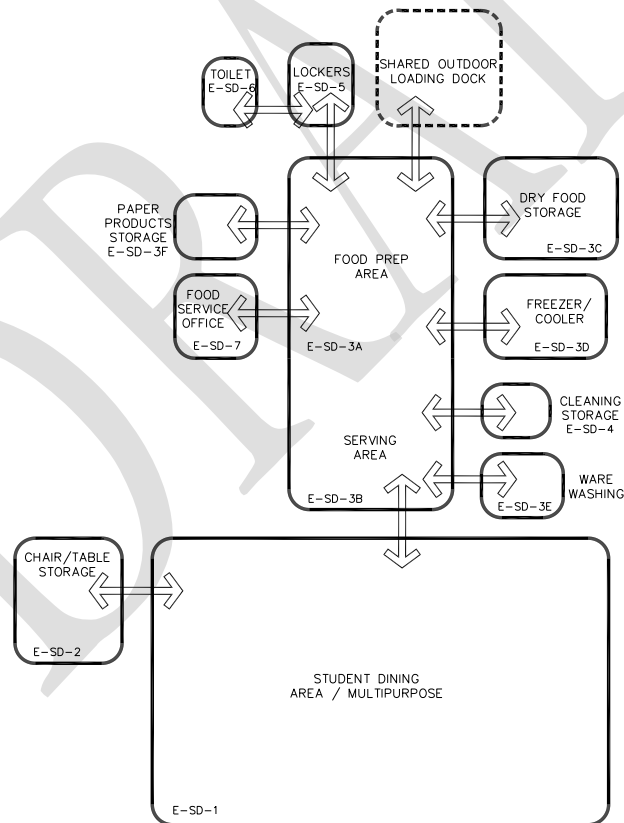 TOILET
E-SD-6
LOCKERS
E-SD-5
SHARED OUTDOOR
LOADING DOCK
PAPER
PRODUCTS
STORAGE
E-SD-3F
DRY FOOD
STORAGE
E-SD-3C
FOOD PREP
AREA
FOOD
SERVICE
OFFICE
E-SD-7
E-SD-3A
FREEZER/
COOLER
E-SD-3D
CLEANING
STORAGE
E-SD-4
SERVING
AREA
E-SD-3B
WARE
WASHING
E-SD-3E
CHAIR/TABLE
STORAGE
E-SD-2
STUDENT DINING
AREA / MULTIPURPOSE
E-SD-1
DRAF